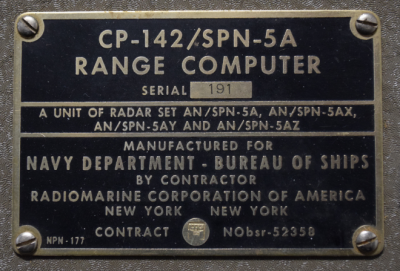 CP-142/SPN-5A
RANGE COMPUTER
SERIAL 191
A UNIT OF RADAR SET AN/SPN-5A, AN/SPN-5AX,
AN/SPN-5AY AND AN/SPN-5AZ
MANUFACTURED FOR
NAVY DEPARTMENT - BUREAU OF SHIPS
BY CONTRACTOR
RADIOMARINE CORPORATION OF AMERICA
NEW YORK NEW YORK
CONTRACT NObsr-52358
NPN-177